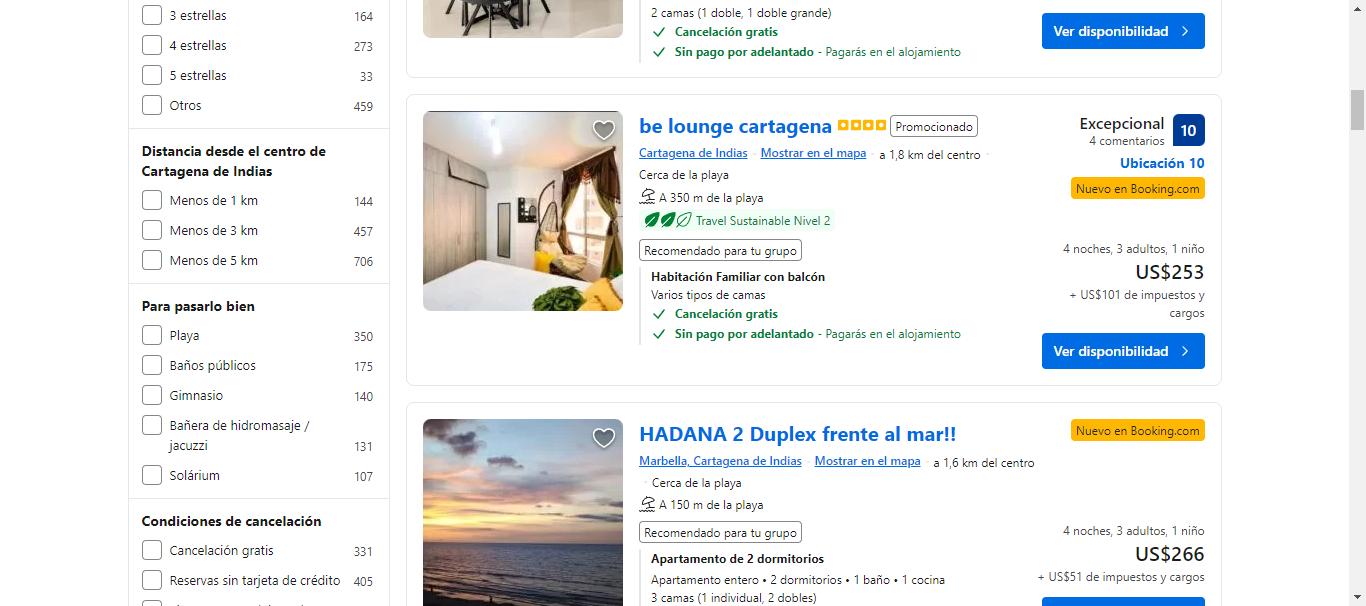 3 estrellas 164
4 estrellas 273
5 estrellas 33
Otros 459
Distancia desde el centro de
Cartagena de Indias
Menos de 1 km 144
Menos de 3 km 457
Menos de 5 km 706
Para pasarlo bien
Playa 350
Baños públicos 175
Gimnasio 140
Bañera de hidromasaje /
jacuzzi 131
Solárium 107
Condiciones de cancelación
Cancelación gratis 331
Reservas sin tarjeta de crédito 405
2 camas (1 doble, 1 doble grande)
Cancelación gratis
Sin pago por adelantado - Pagarás en el alojamiento
Ver disponibilidad
be lounge cartagena Promocionado
Cartagena de Indias · Mostrar en el mapa · a 1,8 km del centro ·
Cerca de la playa
A 350 m de la playa
Travel Sustainable Nivel 2
Recomendado para tu grupo
Habitación Familiar con balcón
Varios tipos de camas
Cancelación gratis
Sin pago por adelantado - Pagarás en el alojamiento
Excepcional 10
4 comentarios
Ubicación 10
Nuevo en Booking.com
4 noches, 3 adultos, 1 niño
US$253
+ US$101 de impuestos y
cargos
Ver disponibilidad
HADANA 2 Duplex frente al mar!!
Marbella, Cartagena de Indias · Mostrar en el mapa · a 1,6 km del centro
· Cerca de la playa
A 150 m de la playa
Recomendado para tu grupo
Apartamento de 2 dormitorios
Apartamento entero • 2 dormitorios • 1 baño • 1 cocina
3 camas (1 individual, 2 dobles)
Nuevo en Booking.com
4 noches, 3 adultos, 1 niño
US$266
+ US$51 de impuestos y cargos